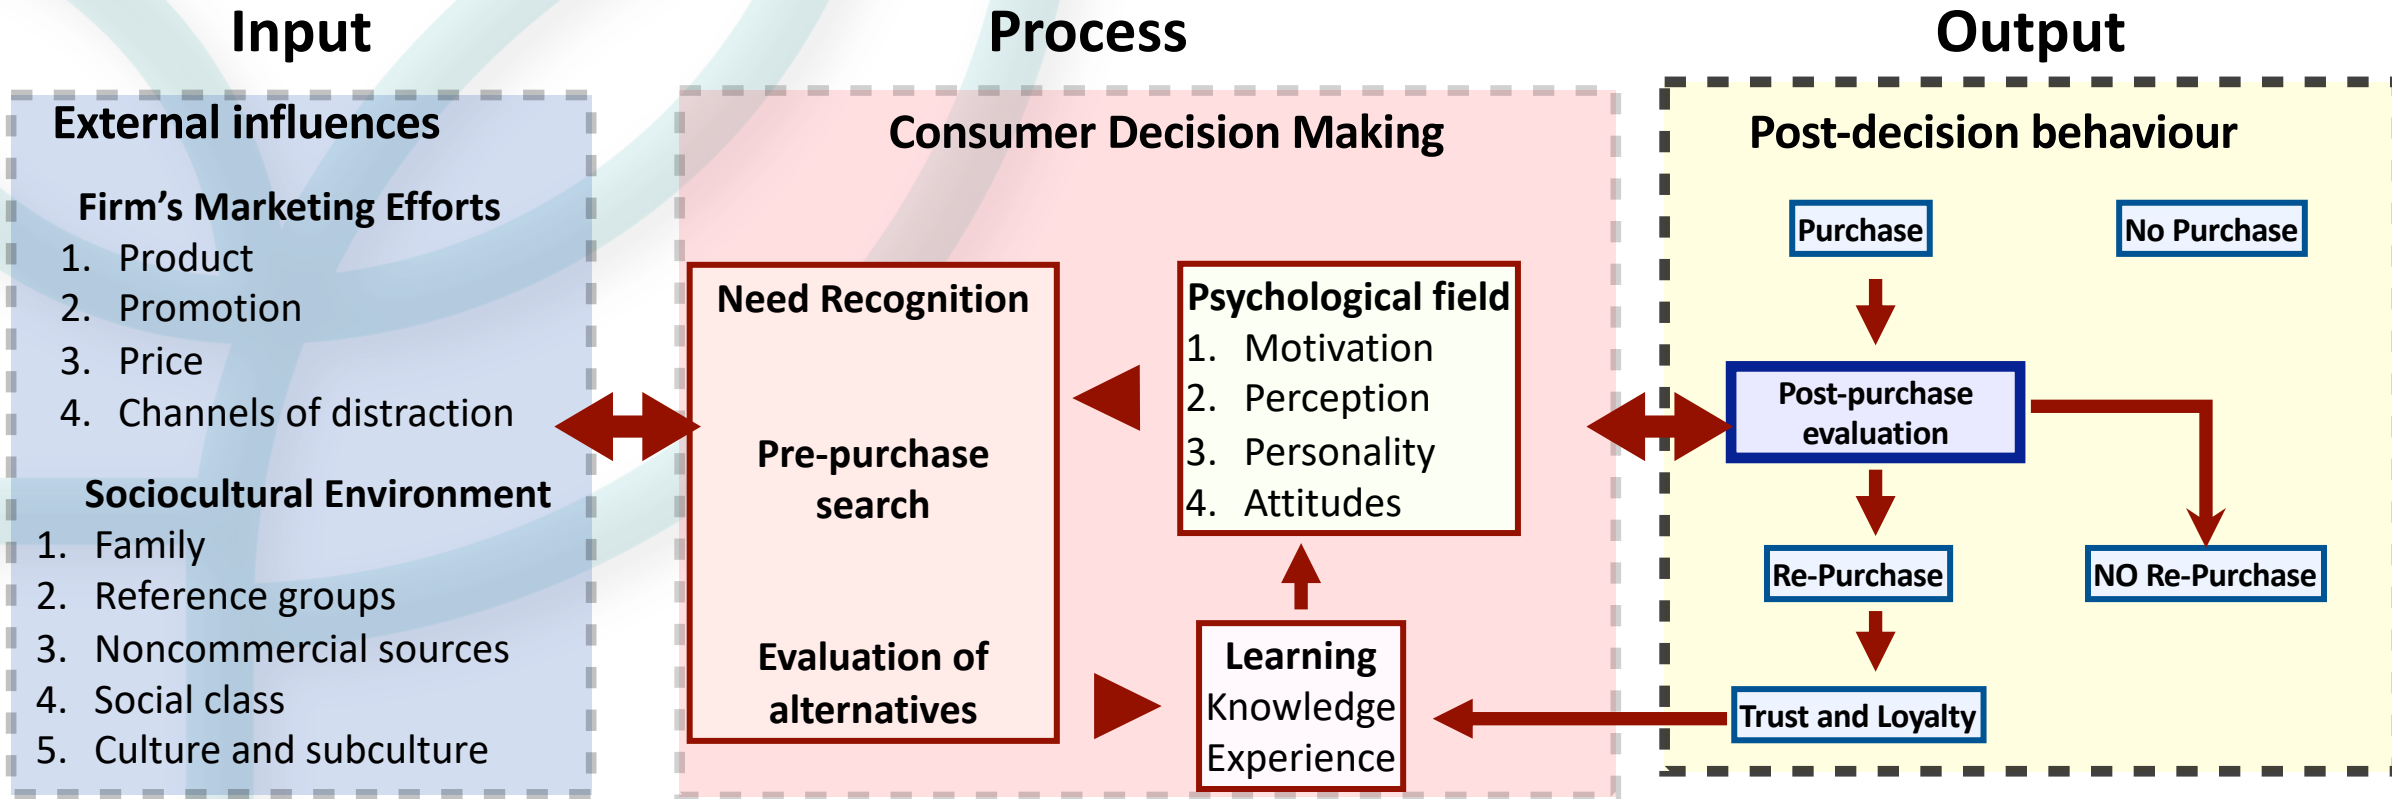 Input
External influences
Firm’s Marketing Efforts
1. Product
2. Promotion
3. Price
4. Channels of distraction
Sociocultural Environment
1. Family
2. Reference groups
3. Noncommercial sources
4. Social class
5. Culture and subculture
Process
Consumer Decision Making
Need Recognition
Pre-purchase
search
Evaluation of
alternatives
Psychological field
1. Motivation
2. Perception
3. Personality
4. Attitudes
Learning
Knowledge
Experience
Output
Post-decision behaviour
Purchase
No Purchase
Post-purchase
evaluation
Re-Purchase
NO Re-Purchase
Trust and Loyalty